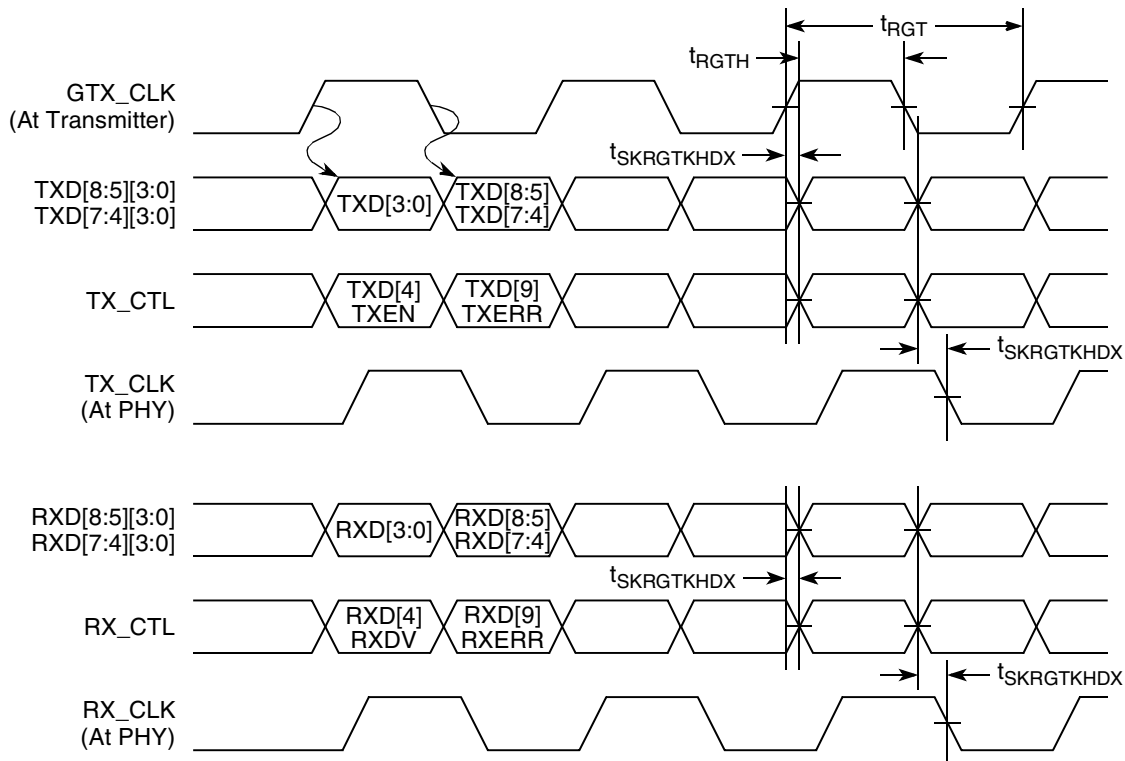 tRGT
tRGTH
GTX_CLK
(At Transmitter)
tSKRGTKHDX
TXD[8:5][3:0]
TXD[7:4][3:0]
TXD[3:0]
TXD[8:5]
TXD[7:4]
TX_CTL
TXD[4]
TXEN
TXD[9]
TXERR
tSKRGTKHDX
TX_CLK
(At PHY)
RXD[8:5][3:0]
RXD[7:4][3:0]
RXD[3:0]
RXD[8:5]
RXD[7:4]
tSKRGTKHDX
RX_CTL
RXD[4]
RXDV
RXD[9]
RXERR
tSKRGTKHDX
RX_CLK
(At PHY)